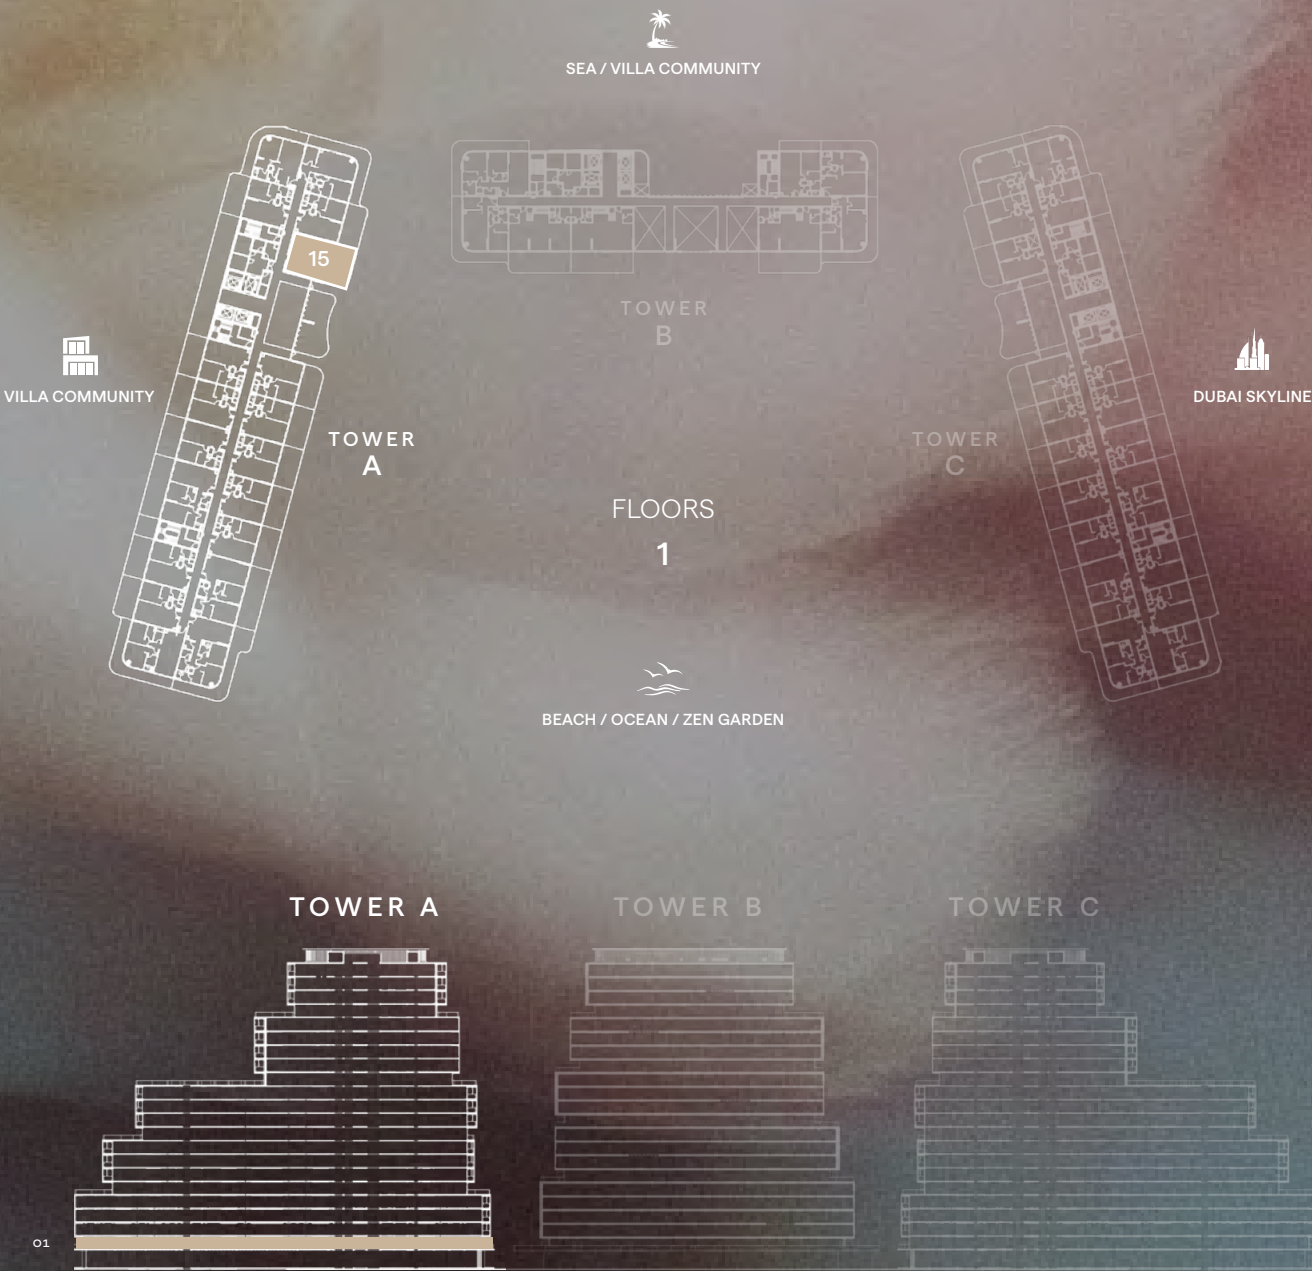 SEA / VILLA COMMUNITY
15
TOWER
B
VILLA COMMUNITY
DUBAI SKYLINE
TOWER
A
TOWER
C
FLOORS
1
BEACH / OCEAN / ZEN GARDEN
TOWER A
TOWER B
TOWER C
01